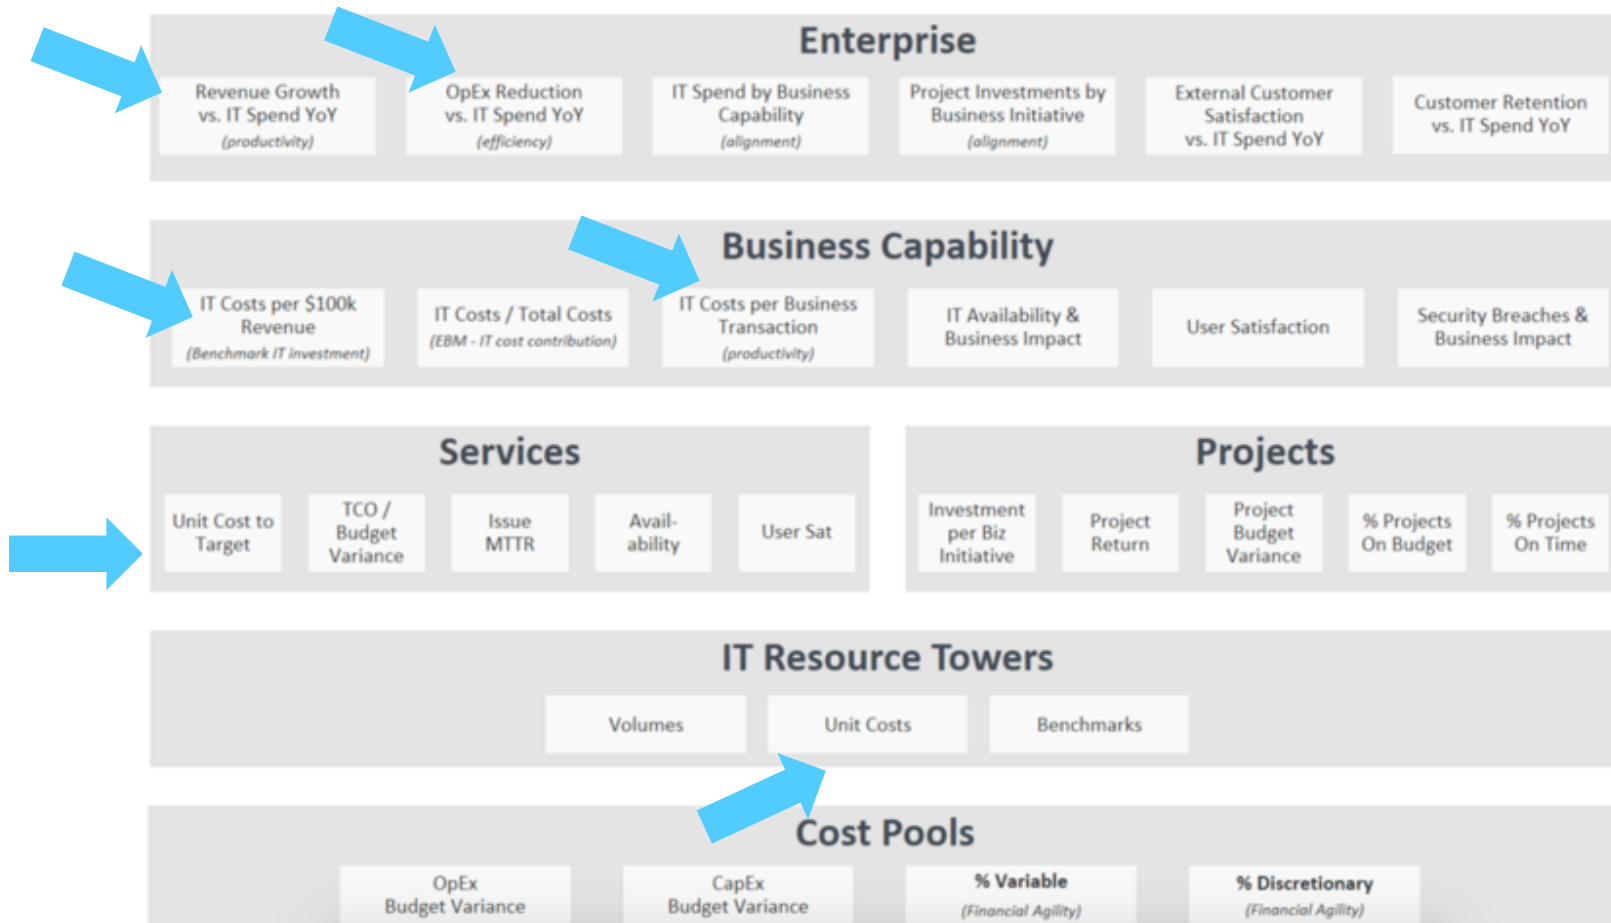 Enterprise
Revenue Growth
vs. IT Spend YoY
(productivity)
OpEx Reduction
vs. IT Spend YoY
(efficiency)
IT Spend by Business
Capability
(alignment)
Project Investments by
Business Initiative
(alignment)
External Customer
Satisfaction
vs. IT Spend YoY
Customer Retention
vs. IT Spend YoY
Business Capability
IT Costs per $100k
Revenue
(Benchmark IT investment)
IT Costs / Total Costs
(EBM - IT cost contribution)
IT Costs per Business
Transaction
(productivity)
IT Availability &
Business Impact
User Satisfaction
Security Breaches &
Business Impact
Services
Unit Cost to
Target
TCO /
Budget
Variance
Issue
MTTR
Avail-
ability
User Sat
Projects
Investment
per Biz
Initiative
Project
Return
Project
Budget
Variance
% Projects
On Budget
% Projects
On Time
IT Resource Towers
Volumes
Unit Costs
Benchmarks
Cost Pools
OpEx
Budget Variance
CapEx
Budget Variance
% Variable
(Financial Agility)
% Discretionary
(Financial Agility)